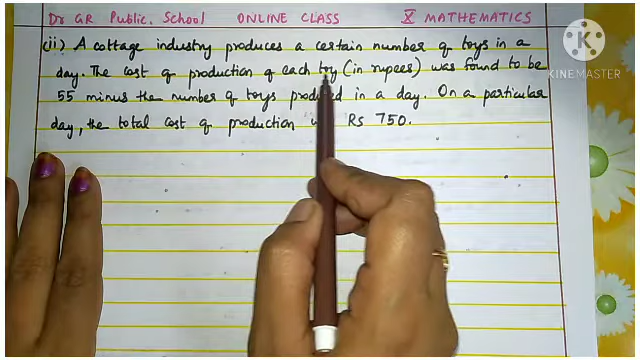 Dr GR Public School ONLINE CLASS X MATHEMATICS
(ii) A cottage industry produces a certain number of toys in a
day. The cost of production of each toy (in rupees) was found to be
55 minus the number of toys produced in a day. On a particular
day, the total cost of production Rs 750.
KINEMASTER